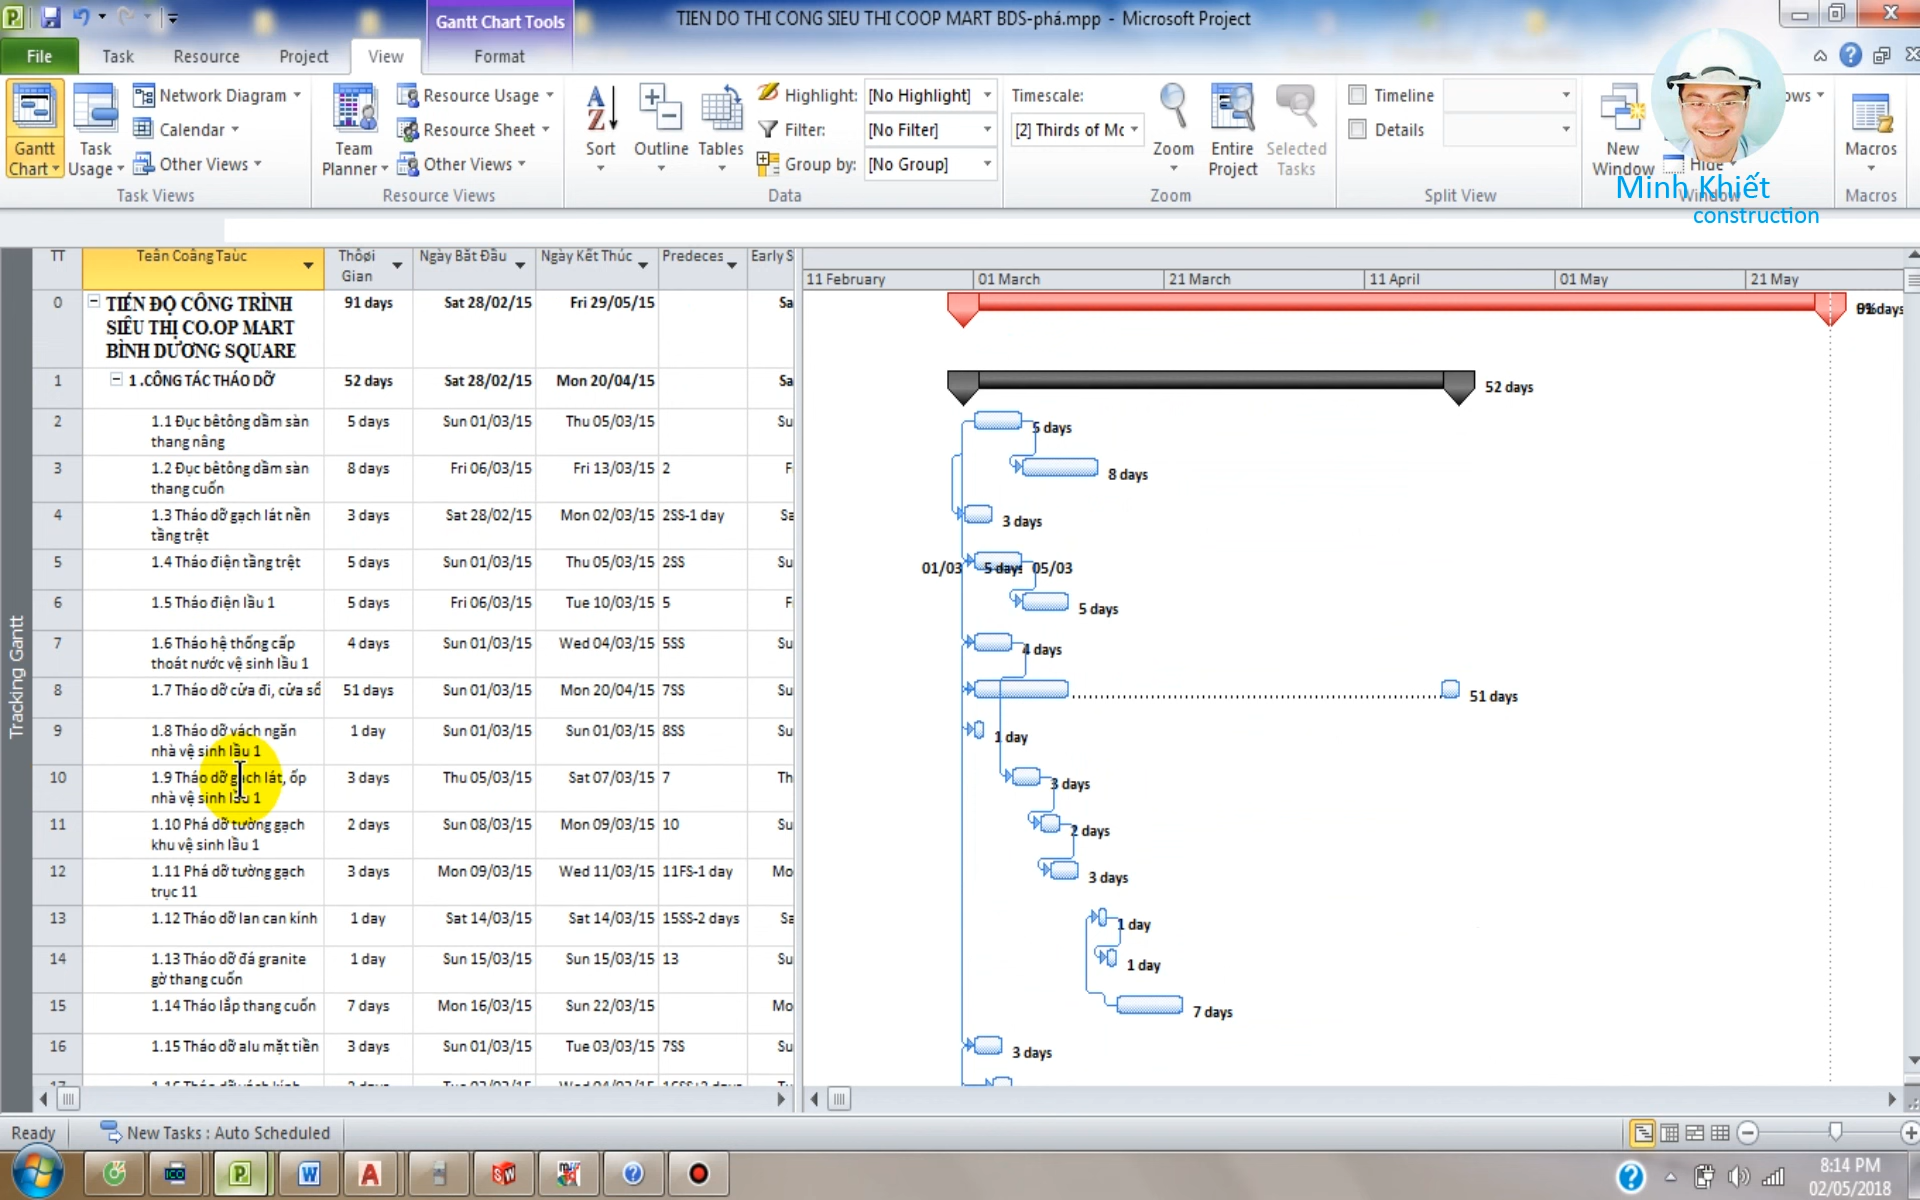 TIEN DO THI CONG SIEU THI COOP MART BDS-phá.mpp - Microsoft Project
Gantt Chart Tools
File Task Resource Project View Format
Gantt Chart
Task Usage
Network Diagram
Calendar
Other Views
Task Views
Team Planner
Resource Usage
Resource Sheet
Other Views
Resource Views
Sort
Outline
Tables
Highlight: [No Highlight]
Filter: [No Filter]
Group by: [No Group]
Data
Timescale:
[2] Thirds of Mc
Zoom
Entire Project
Selected Tasks
Zoom
Timeline
Details
Split View
New Window
Hide
Window
Macros
Macros
Minh Khiết
construction
TT Teân Coâng Taùc Thôøi Gian Ngày Bắt Đầu Ngày Kết Thúc Predeces Early S
11 February 01 March 21 March 11 April 01 May 21 May
0 TIẾN ĐỘ CÔNG TRÌNH SIÊU THỊ CO.OP MART BÌNH DƯƠNG SQUARE 91 days Sat 28/02/15 Fri 29/05/15 Sa
1 1 .CÔNG TÁC THÁO DỠ 52 days Sat 28/02/15 Mon 20/04/15 Sa 52 days
2 1.1 Đục bêtông dầm sàn thang nâng 5 days Sun 01/03/15 Thu 05/03/15 Su 5 days
3 1.2 Đục bêtông dầm sàn thang cuốn 8 days Fri 06/03/15 Fri 13/03/15 2 F 8 days
4 1.3 Tháo dỡ gạch lát nền tầng trệt 3 days Sat 28/02/15 Mon 02/03/15 2SS-1 day Sa 3 days
5 1.4 Tháo điện tầng trệt 5 days Sun 01/03/15 Thu 05/03/15 2SS Su 01/03 5 days 05/03
6 1.5 Tháo điện lầu 1 5 days Fri 06/03/15 Tue 10/03/15 5 F 5 days
7 1.6 Tháo hệ thống cấp thoát nước vệ sinh lầu 1 4 days Sun 01/03/15 Wed 04/03/15 5SS Su 4 days
8 1.7 Tháo dỡ cửa đi, cửa sổ 51 days Sun 01/03/15 Mon 20/04/15 7SS Su 51 days
9 1.8 Tháo dỡ vách ngăn nhà vệ sinh lầu 1 1 day Sun 01/03/15 Sun 01/03/15 8SS Su 1 day
10 1.9 Tháo dỡ gạch lát, ốp nhà vệ sinh lầu 1 3 days Thu 05/03/15 Sat 07/03/15 7 Th 3 days
11 1.10 Phá dỡ tường gạch khu vệ sinh lầu 1 2 days Sun 08/03/15 Mon 09/03/15 10 Su 2 days
12 1.11 Phá dỡ tường gạch trục 11 3 days Mon 09/03/15 Wed 11/03/15 11FS-1 day Mo 3 days
13 1.12 Tháo dỡ lan can kính 1 day Sat 14/03/15 Sat 14/03/15 15SS-2 days Sa 1 day
14 1.13 Tháo dỡ đá granite gờ thang cuốn 1 day Sun 15/03/15 Sun 15/03/15 13 Su 1 day
15 1.14 Tháo lắp thang cuốn 7 days Mon 16/03/15 Sun 22/03/15 Mo 7 days
16 1.15 Tháo dỡ alu mặt tiền 3 days Sun 01/03/15 Tue 03/03/15 7SS Su 3 days
Tracking Gantt
Ready New Tasks : Auto Scheduled
8:14 PM
02/05/2018